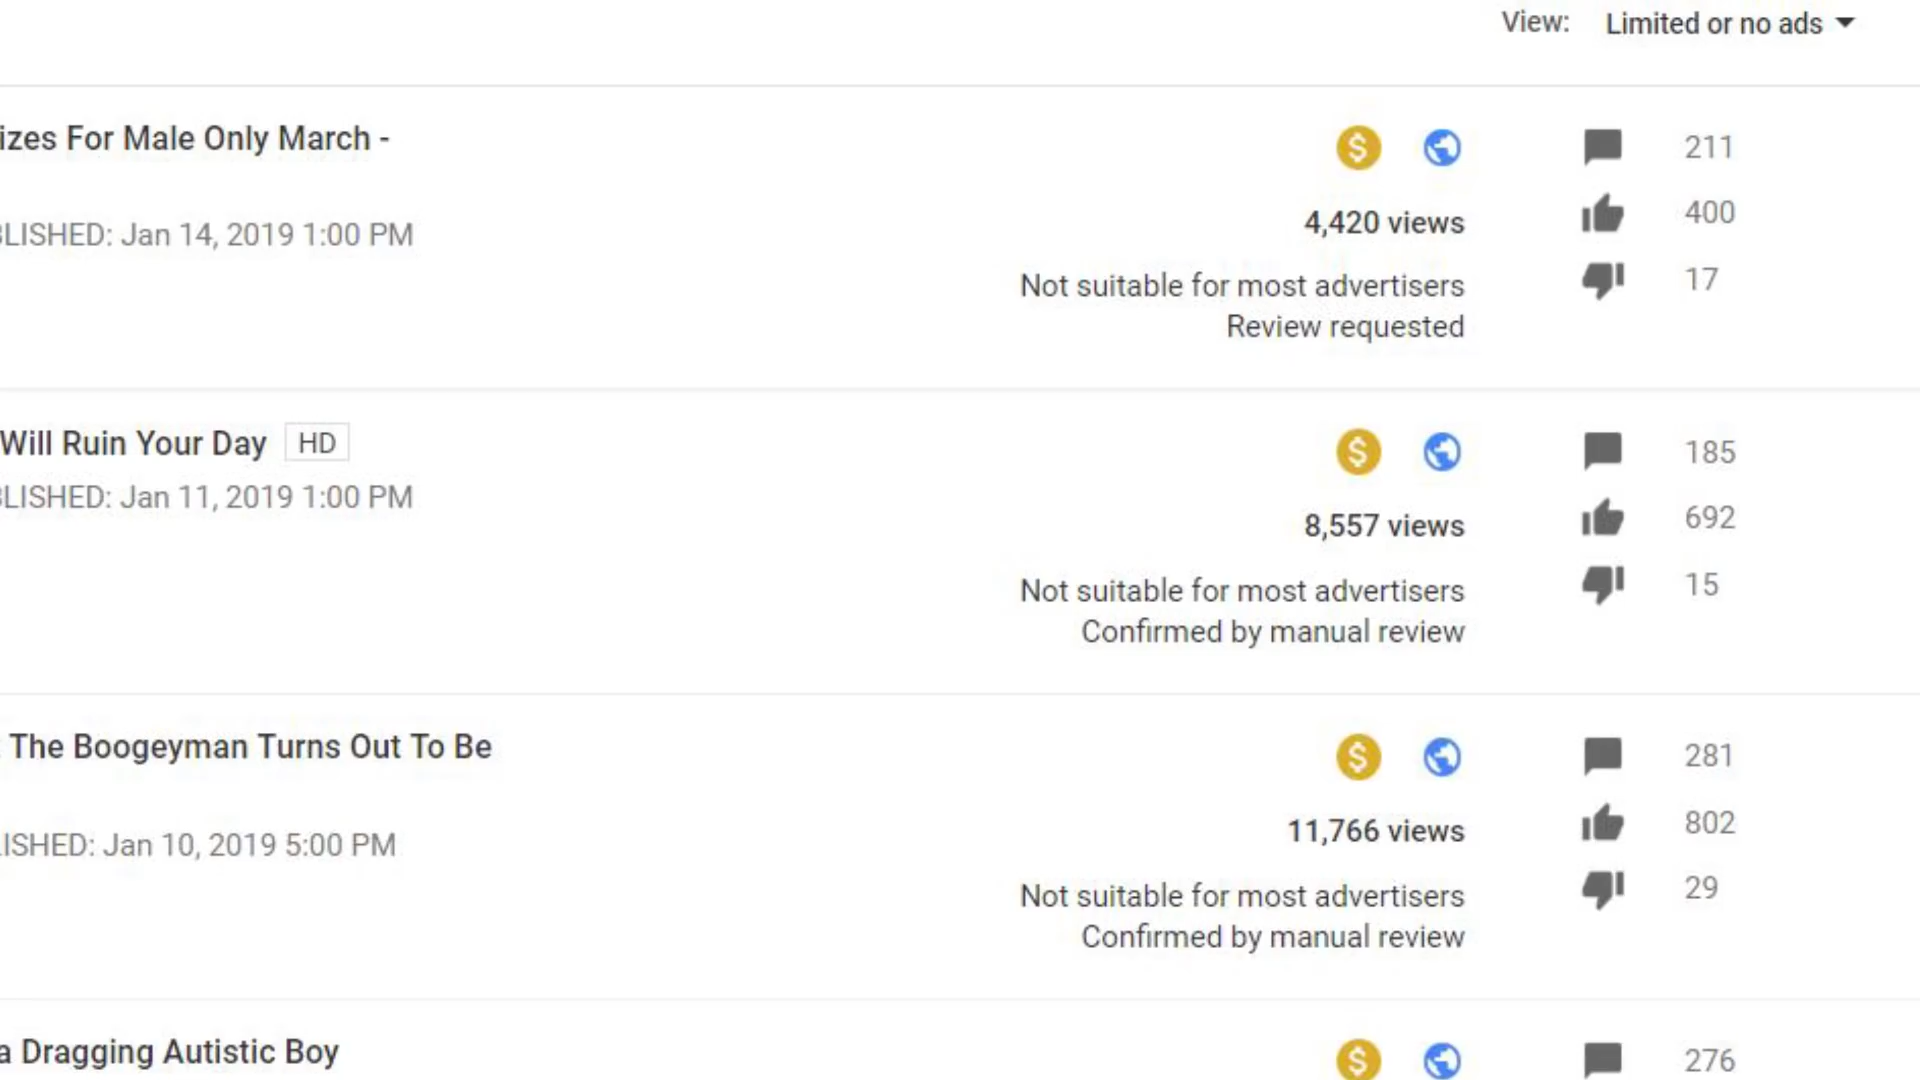 View: Limited or no ads
izes For Male Only March -
211
400
4,420 views
LISHED: Jan 14, 2019 1:00 PM
17
Not suitable for most advertisers
Review requested
Will Ruin Your Day HD
185
LISHED: Jan 11, 2019 1:00 PM
692
8,557 views
15
Not suitable for most advertisers
Confirmed by manual review
The Boogeyman Turns Out To Be
281
802
11,766 views
ISHED: Jan 10, 2019 5:00 PM
29
Not suitable for most advertisers
Confirmed by manual review
a Dragging Autistic Boy
276